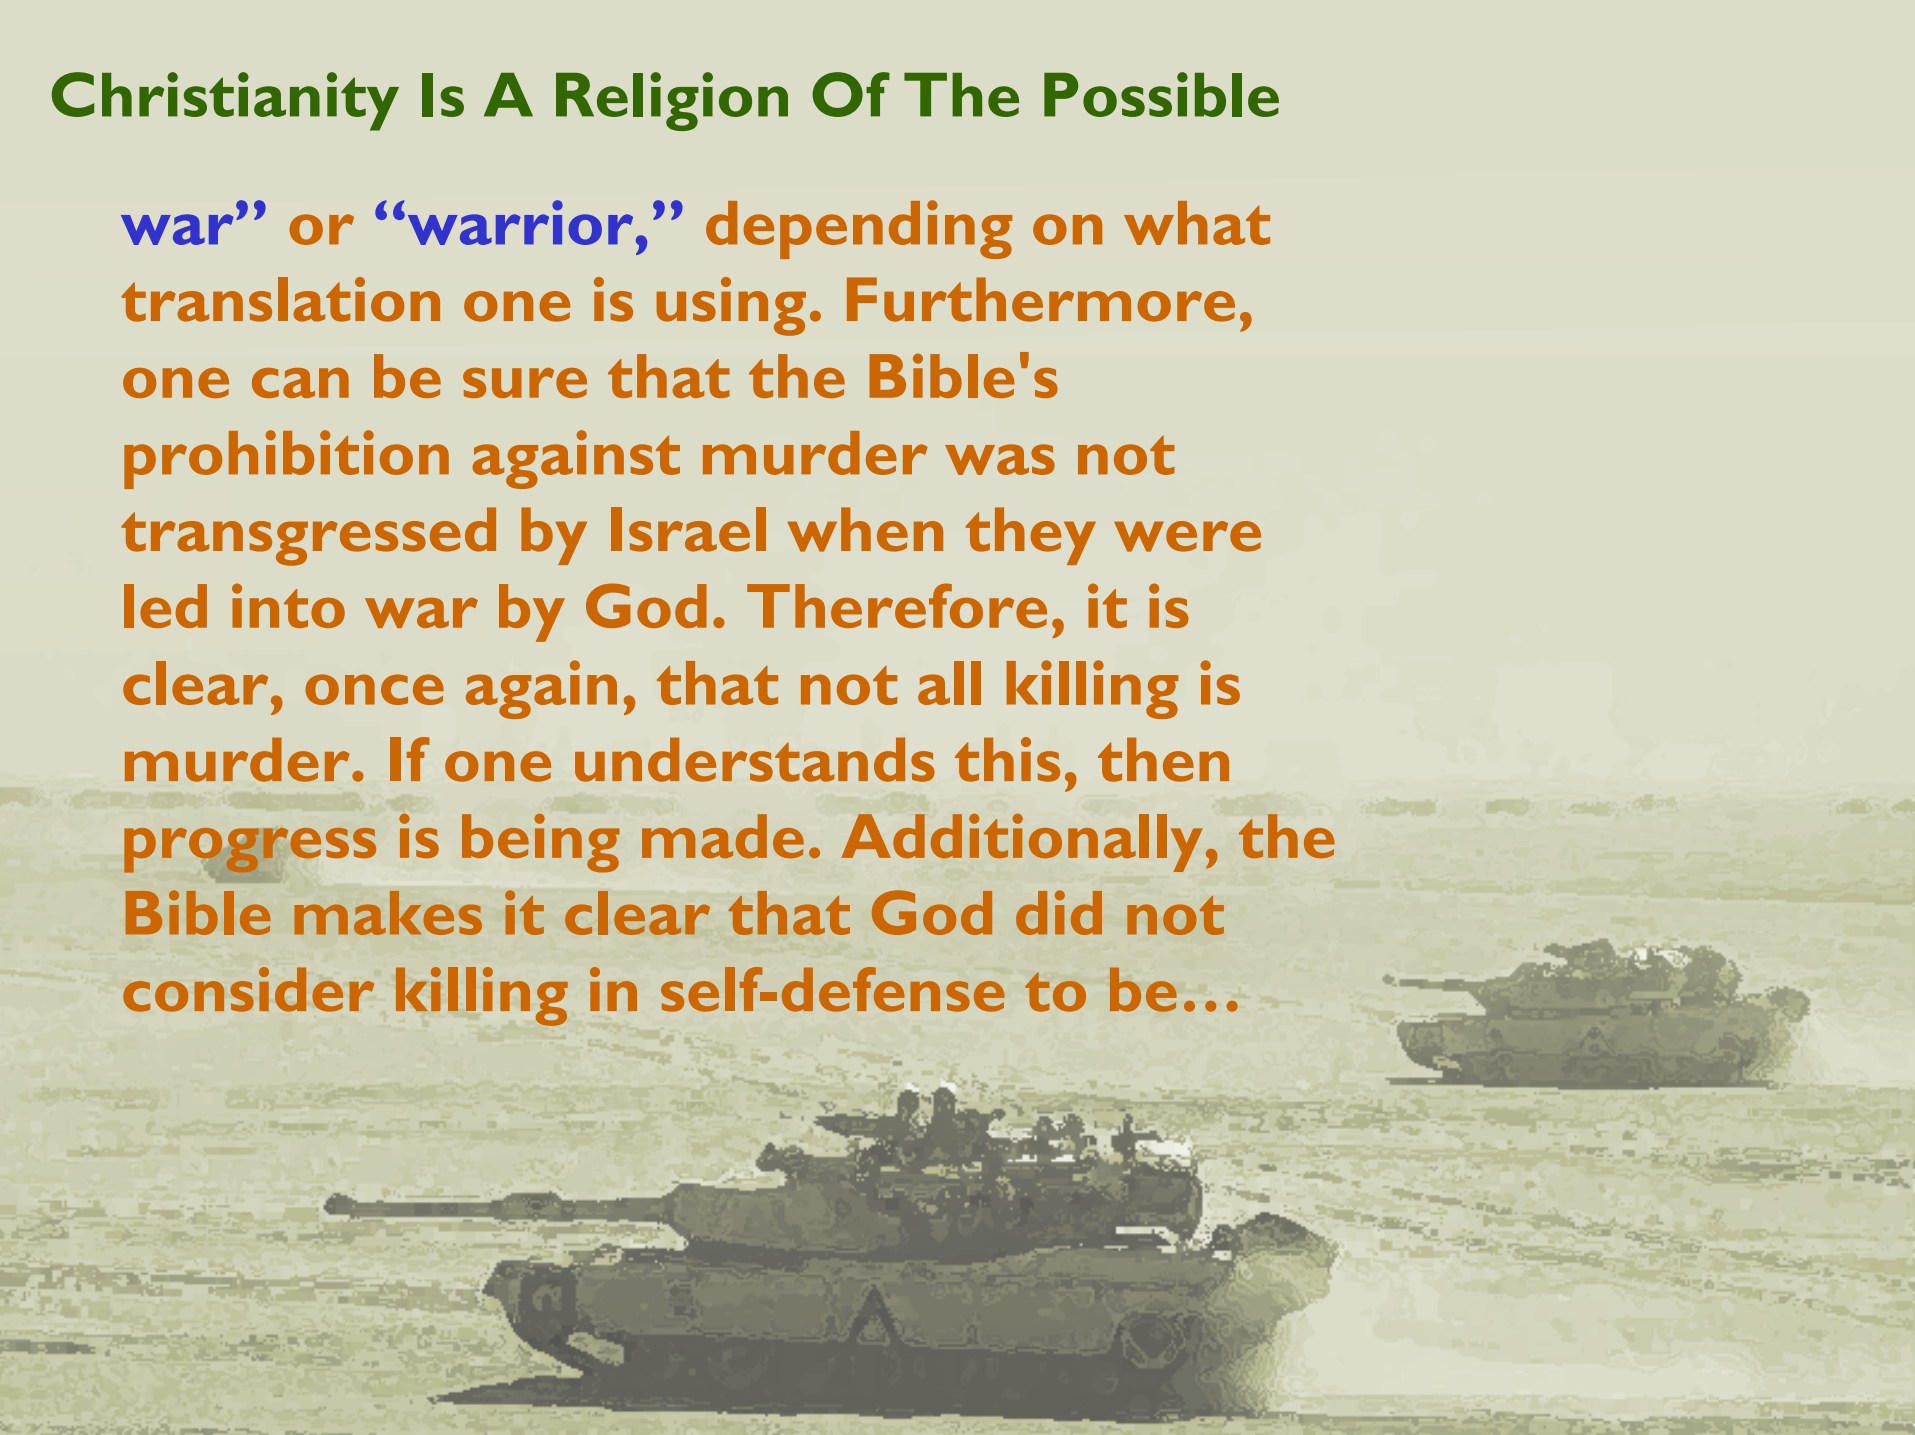 Christianity Is A Religion Of The Possible
war” or “warrior,” depending on what
translation one is using. Furthermore,
one can be sure that the Bible's
prohibition against murder was not
transgressed by Israel when they were
led into war by God. Therefore, it is
clear, once again, that not all killing is
murder. If one understands this, then
progress is being made. Additionally, the
Bible makes it clear that God did not
consider killing in self-defense to be…